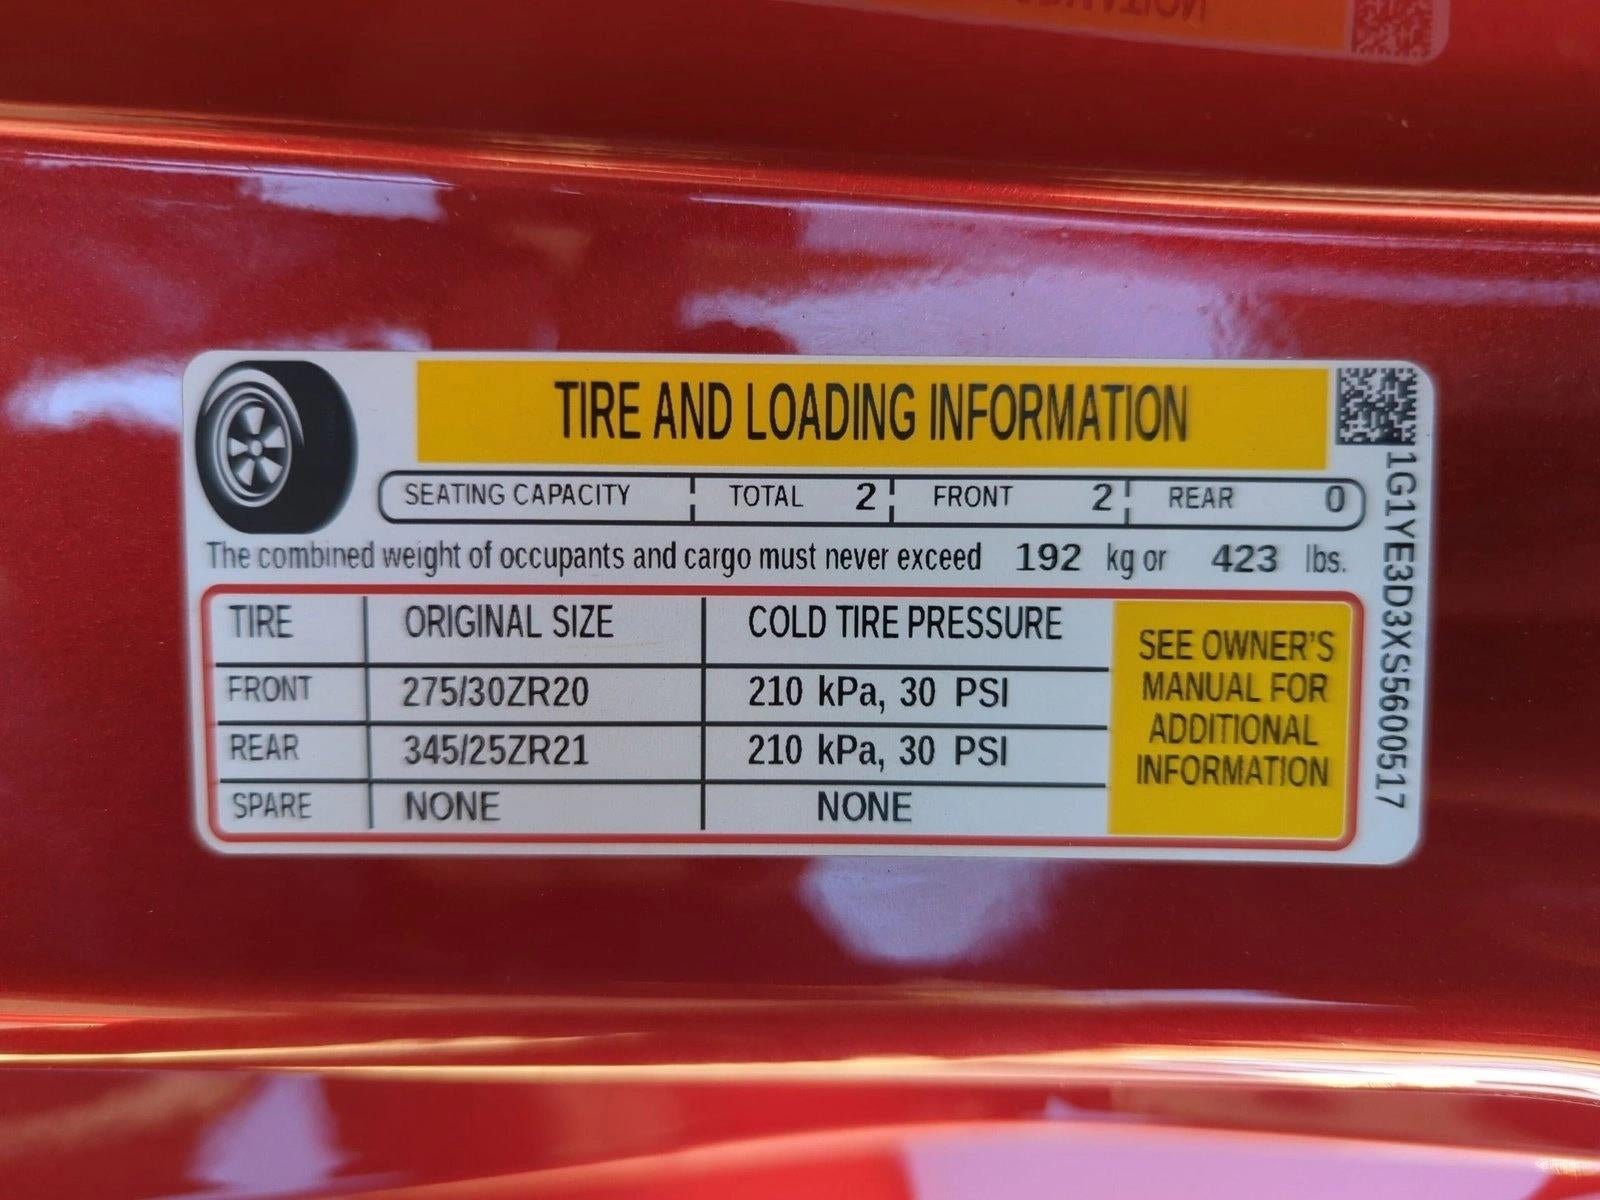 TIRE AND LOADING INFORMATION
SEATING CAPACITY TOTAL 2 FRONT 2 REAR 0
The combined weight of occupants and cargo must never exceed 192 kg or 423 lbs.
TIRE ORIGINAL SIZE COLD TIRE PRESSURE
FRONT 275/30ZR20 210 kPa, 30 PSI
REAR 345/25ZR21 210 kPa, 30 PSI
SPARE NONE NONE
SEE OWNER'S
MANUAL FOR
ADDITIONAL
INFORMATION
1G1YE3D3XS5600517